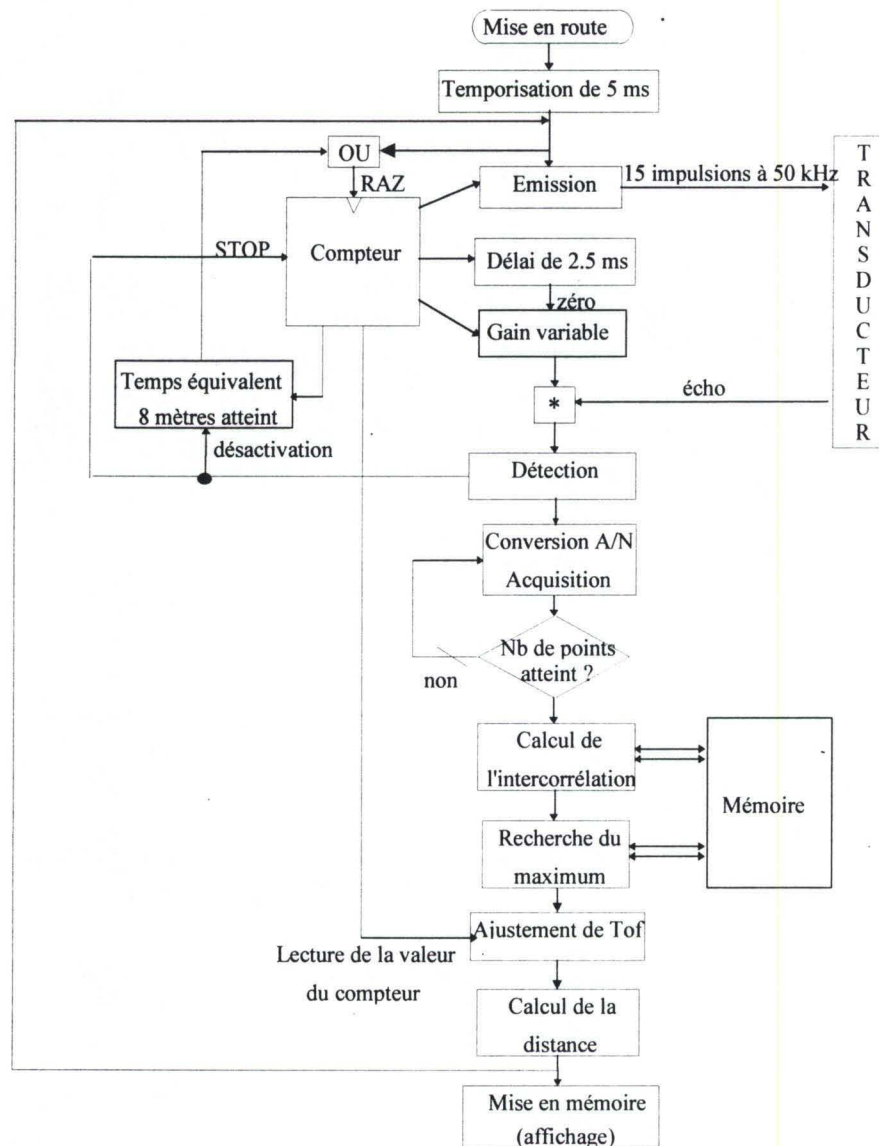 Mise en route
Temporisation de 5 ms
OU
RAZ
Emission
15 impulsions à 50 kHz
T
R
A
N
S
D
U
C
T
E
U
R
STOP
Compteur
Délai de 2.5 ms
zéro
Gain variable
Temps équivalent
8 mètres atteint
désactivation
*
écho
Détection
Conversion A/N
Acquisition
Nb de points
atteint ?
non
Calcul de
l'intercorrélation
Mémoire
Recherche du
maximum
Ajustement de Tof
Lecture de la valeur
du compteur
Calcul de la
distance
Mise en mémoire
(affichage)